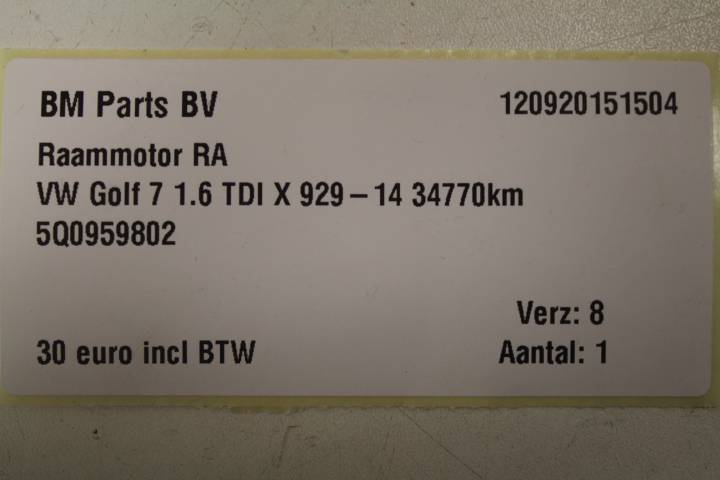 BM Parts BV 120920151504
Raammotor RA
VW Golf 7 1.6 TDI X 929 – 14 34770km
5Q0959802
Verz: 8
30 euro incl BTW Aantal: 1